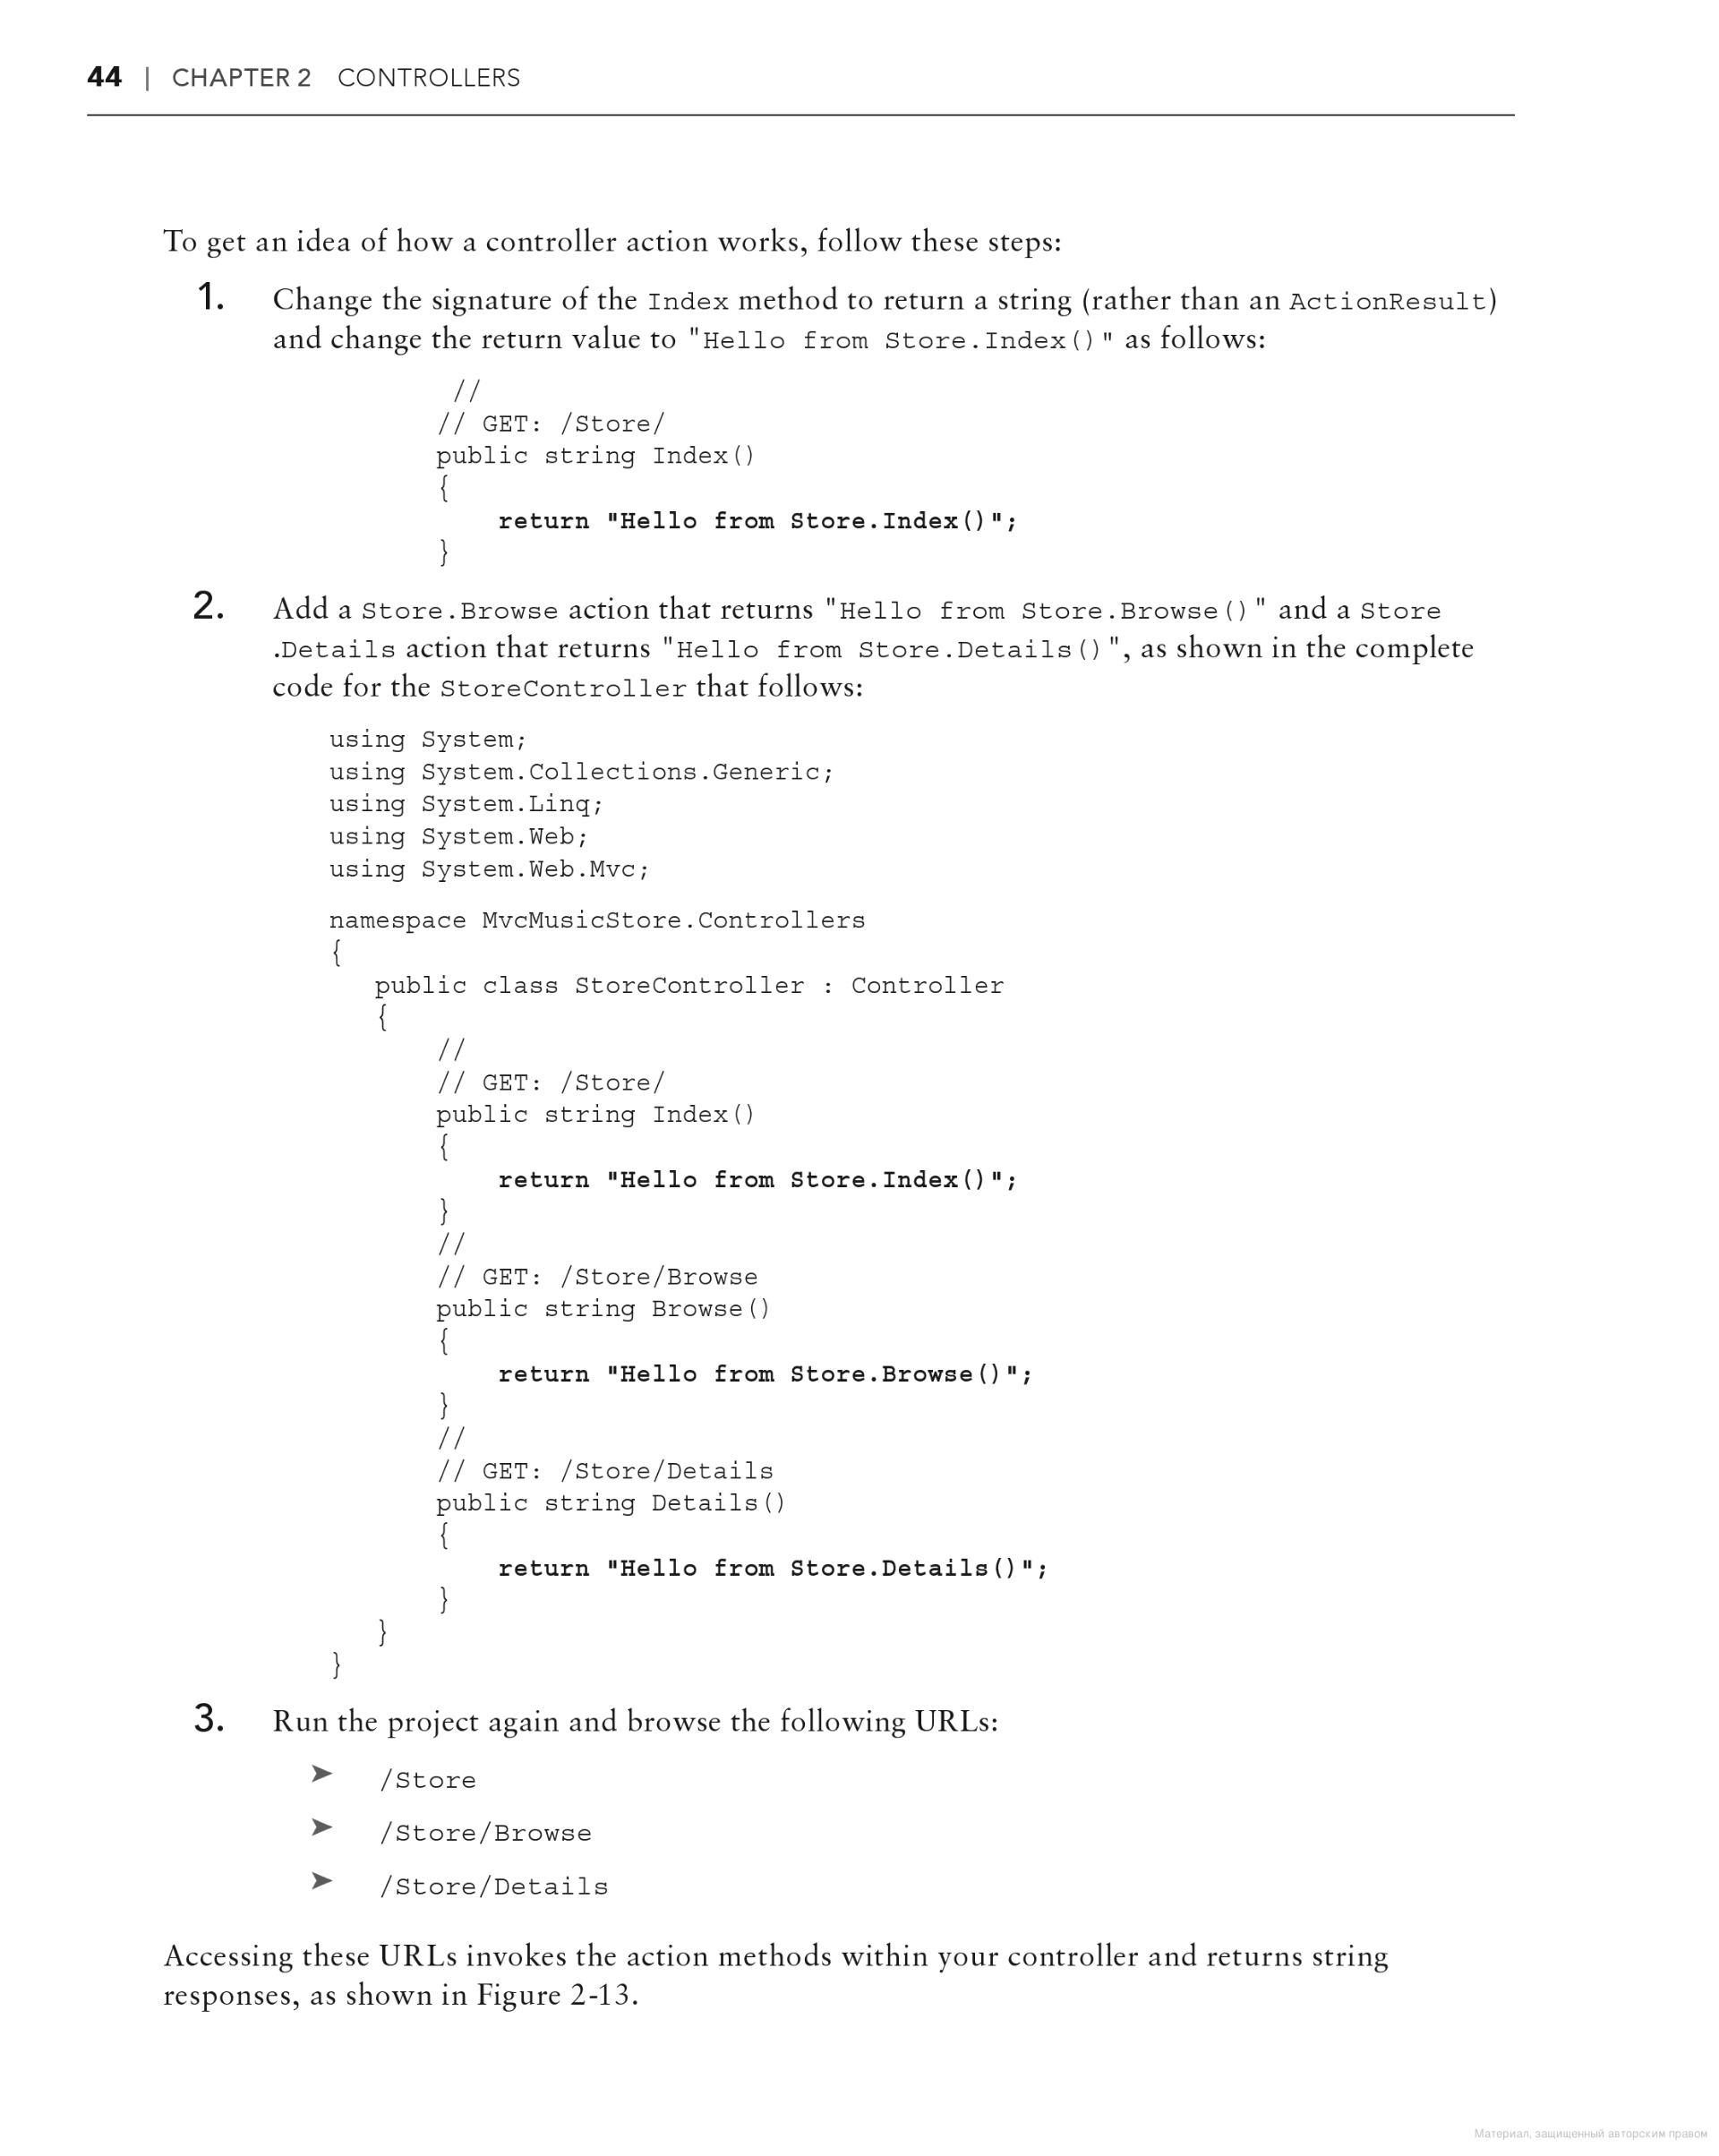 44 | CHAPTER 2 CONTROLLERS
To get an idea of how a controller action works, follow these steps:
1. Change the signature of the Index method to return a string (rather than an ActionResult)
and change the return value to "Hello from Store.Index()" as follows:
//
// GET: /Store/
public string Index()
{
return "Hello from Store.Index()";
}
2. Add a Store.Browse action that returns "Hello from Store.Browse()" and a Store
.Details action that returns "Hello from Store.Details()", as shown in the complete
code for the StoreController that follows:
using System;
using System.Collections.Generic;
using System.Linq;
using System.Web;
using System.Web.Mvc;
namespace MvcMusicStore.Controllers
{
public class StoreController : Controller
{
//
// GET: /Store/
public string Index()
{
return "Hello from Store.Index()";
}
//
// GET: /Store/Browse
public string Browse()
{
return "Hello from Store.Browse()";
}
//
// GET: /Store/Details
public string Details()
{
return "Hello from Store.Details()";
}
}
}
3. Run the project again and browse the following URLs:
➤ /Store
➤ /Store/Browse
➤ /Store/Details
Accessing these URLs invokes the action methods within your controller and returns string
responses, as shown in Figure 2-13.
Материал, защищенный авторским правом